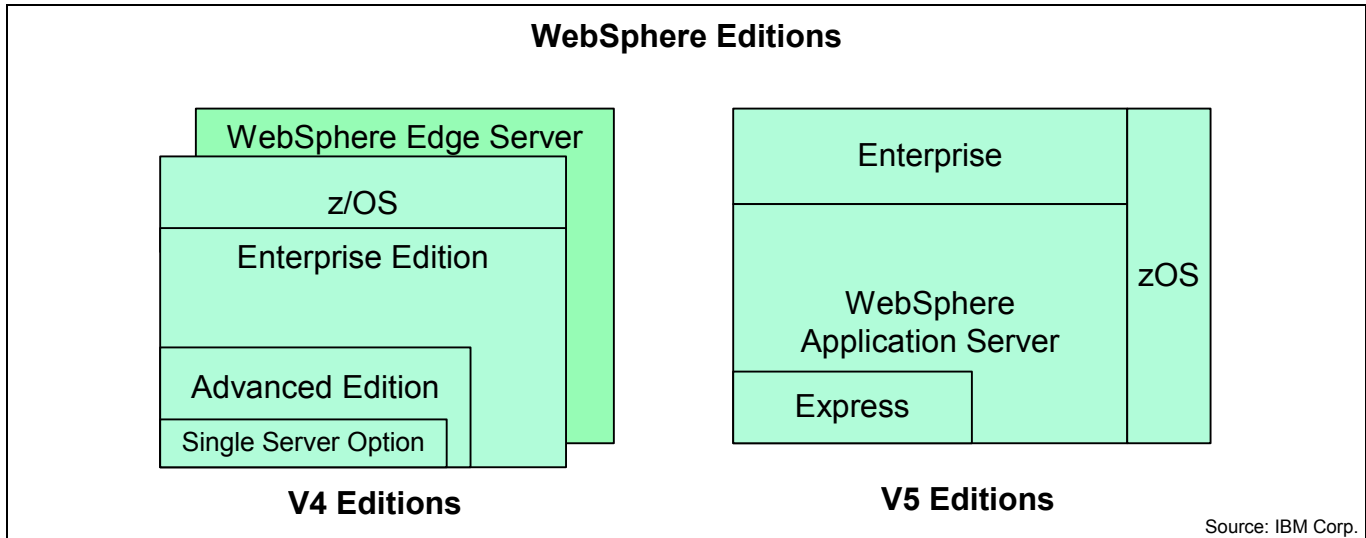 WebSphere Editions
WebSphere Edge Server
z/OS
Enterprise Edition
Advanced Edition
Single Server Option
V4 Editions
Enterprise
zOS
WebSphere
Application Server
Express
V5 Editions
Source: IBM Corp.